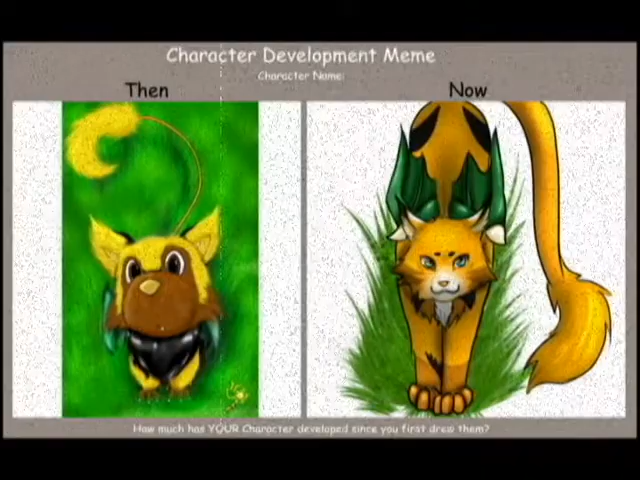 Character Development Meme
Character Name:
Then
Now
How much has YOUR Character developed since you first drew them?